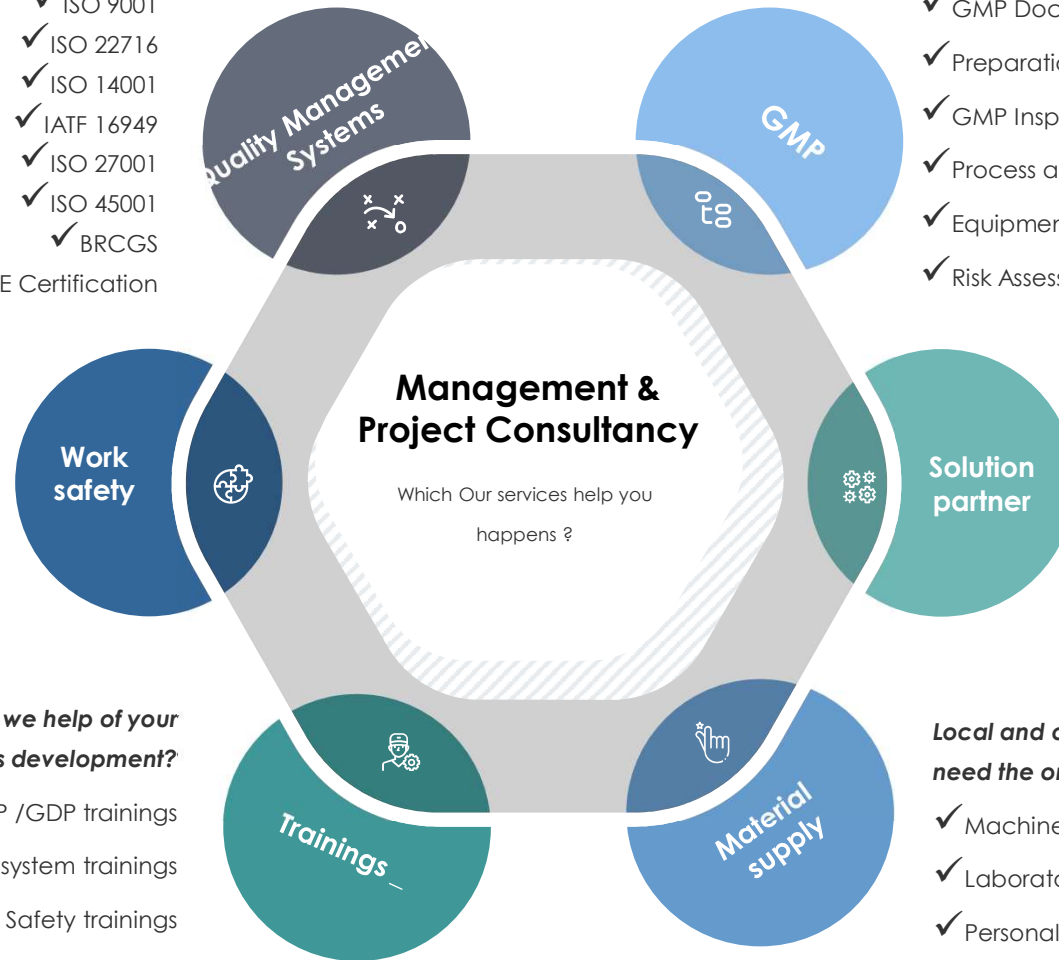 ISO 9001
ISO 22716
ISO 14001
IATF 16949
ISO 27001
ISO 45001
BRCGS
E Certification
Quality Managemen
Systems
GMP
GMP Doc
Preparatio
GMP Insp
Process a
Equipmen
Risk Assess
Management &
Project Consultancy
Which Our services help you
happens ?
Work
safety
Solution
partner
we help of your
s development?
P /GDP trainings
system trainings
Safety trainings
Trainings _
Material
supply
Local and o
need the or
Machine
Laborato
Personal